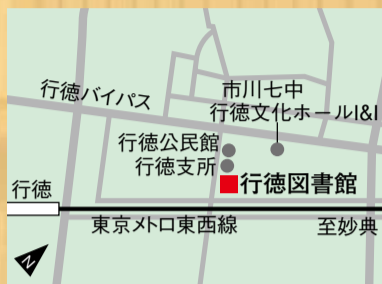 市川七中
行徳文化ホールI&I
行徳バイパス
行徳公民館
行徳支所
行徳図書館
行徳
東京メトロ東西線
至妙典
N